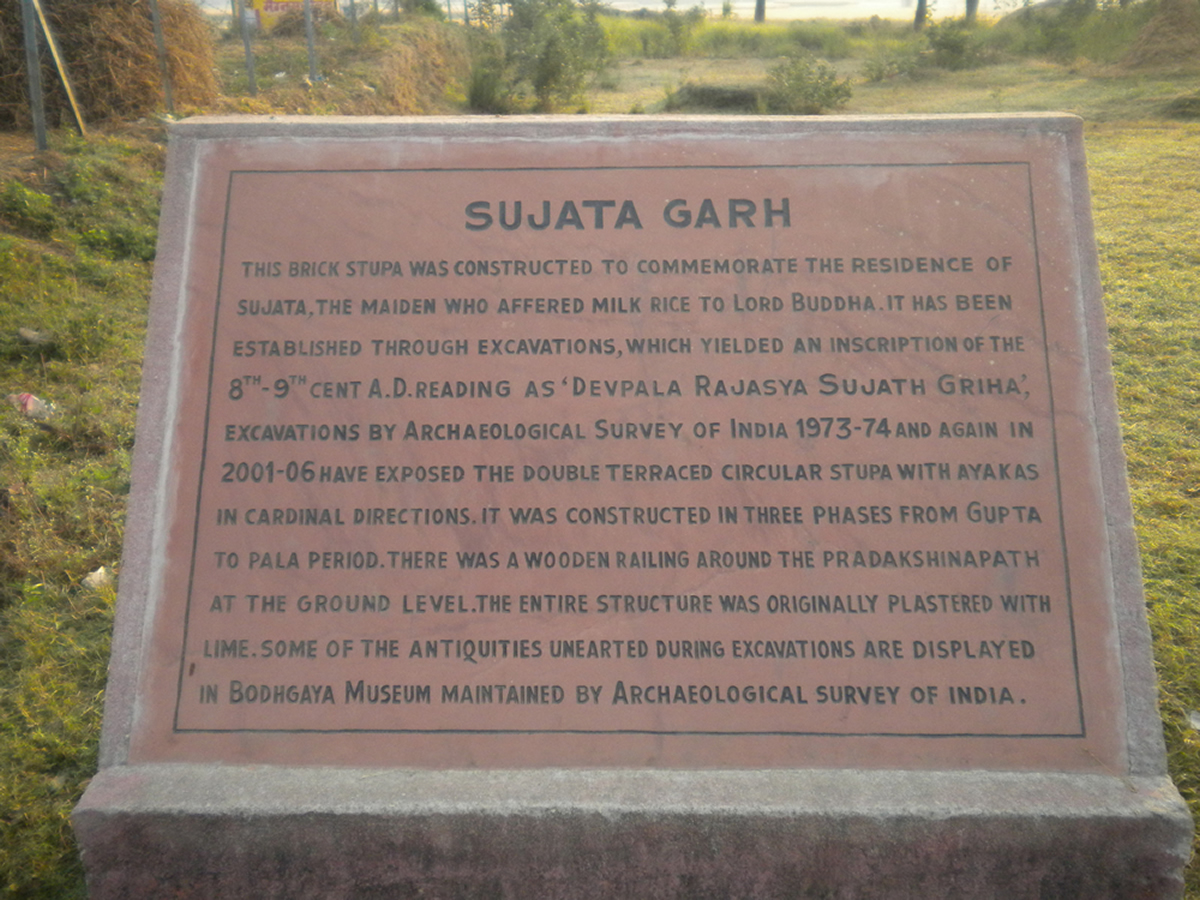 SUJATA GARH
THIS BRICK STUPA WAS CONSTRUCTED TO COMMEMORATE THE RESIDENCE OF
SUJATA, THE MAIDEN WHO AFFERED MILK RICE TO LORD BUDDHA. IT HAS BEEN
ESTABLISHED THROUGH EXCAVATIONS, WHICH YIELDED AN INSCRIPTION OF THE
8TH-9TH CENT A.D. READING AS 'DEVPALA RAJASYA SUJATH GRIHA',
EXCAVATIONS BY ARCHAEOLOGICAL SURVEY OF INDIA 1973-74 AND AGAIN IN
2001-06 HAVE EXPOSED THE DOUBLE TERRACED CIRCULAR STUPA WITH AYAKAS
IN CARDINAL DIRECTIONS. IT WAS CONSTRUCTED IN THREE PHASES FROM GUPTA
TO PALA PERIOD. THERE WAS A WOODEN RAILING AROUND THE PRADAKSHINAPATH
AT THE GROUND LEVEL. THE ENTIRE STRUCTURE WAS ORIGINALLY PLASTERED WITH
LIME. SOME OF THE ANTIQUITIES UNEARTED DURING EXCAVATIONS ARE DISPLAYED
IN BODHGAYA MUSEUM MAINTAINED BY ARCHAEOLOGICAL SURVEY OF INDIA.